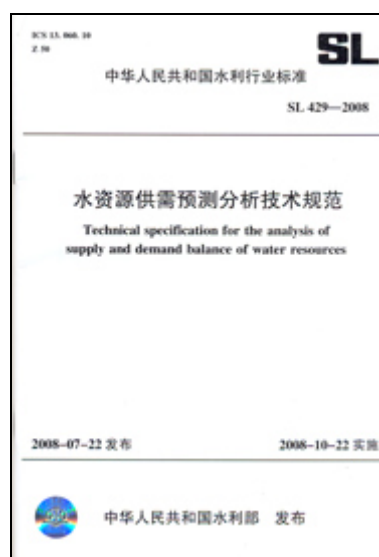 ICS 13.060.10
Z 50
SL
中华人民共和国水利行业标准
SL 429—2008
水资源供需预测分析技术规范
Technical specification for the analysis of
supply and demand balance of water resources
2008-07-22 发布
2008-10-22 实施
中华人民共和国水利部 发布